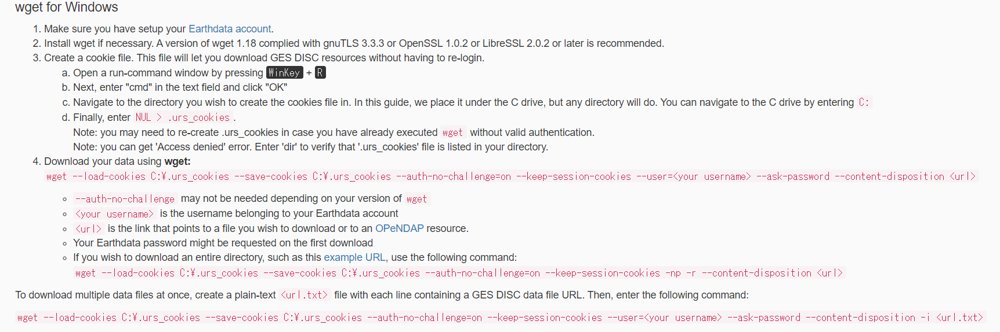 wget for Windows
1. Make sure you have setup your Earthdata account.
2. Install wget if necessary. A version of wget 1.18 complied with gnuTLS 3.3.3 or OpenSSL 1.0.2 or LibreSSL 2.0.2 or later is recommended.
3. Create a cookie file. This file will let you download GES DISC resources without having to re-login.
a. Open a run-command window by pressing WinKey + R
b. Next, enter "cmd" in the text field and click "OK"
c. Navigate to the directory you wish to create the cookies file in. In this guide, we place it under the C drive, but any directory will do. You can navigate to the C drive by entering C:
d. Finally, enter NUL > .urs_cookies .
Note: you may need to re-create .urs_cookies in case you have already executed wget without valid authentication.
Note: you can get 'Access denied' error. Enter 'dir' to verify that '.urs_cookies' file is listed in your directory.
4. Download your data using wget:
wget --load-cookies C:¥.urs_cookies --save-cookies C:¥.urs_cookies --auth-no-challenge=on --keep-session-cookies --user=<your username> --ask-password --content-disposition <url>
◦ --auth-no-challenge may not be needed depending on your version of wget
◦ <your username> is the username belonging to your Earthdata account
◦ <url> is the link that points to a file you wish to download or to an OPeNDAP resource.
◦ Your Earthdata password might be requested on the first download
◦ If you wish to download an entire directory, such as this example URL, use the following command:
wget --load-cookies C:¥.urs_cookies --save-cookies C:¥.urs_cookies --auth-no-challenge=on --keep-session-cookies -np -r --content-disposition <url>
To download multiple data files at once, create a plain-text <url.txt> file with each line containing a GES DISC data file URL. Then, enter the following command:
wget --load-cookies C:¥.urs_cookies --save-cookies C:¥.urs_cookies --auth-no-challenge=on --keep-session-cookies --user=<your username> --ask-password --content-disposition -i <url.txt>